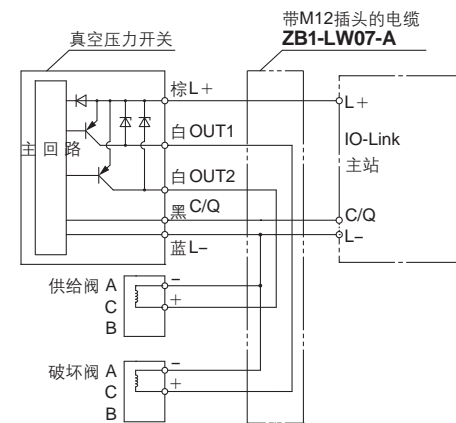 带M12插头的电缆
ZB1-LW07-A
真空压力开关
主回路
棕L+
白OUT1
白OUT2
黑C/Q
蓝L−
L+
IO-Link
主站
C/Q
L−
供给阀 A
C
B
−
+
破坏阀 A
C
B
−
+